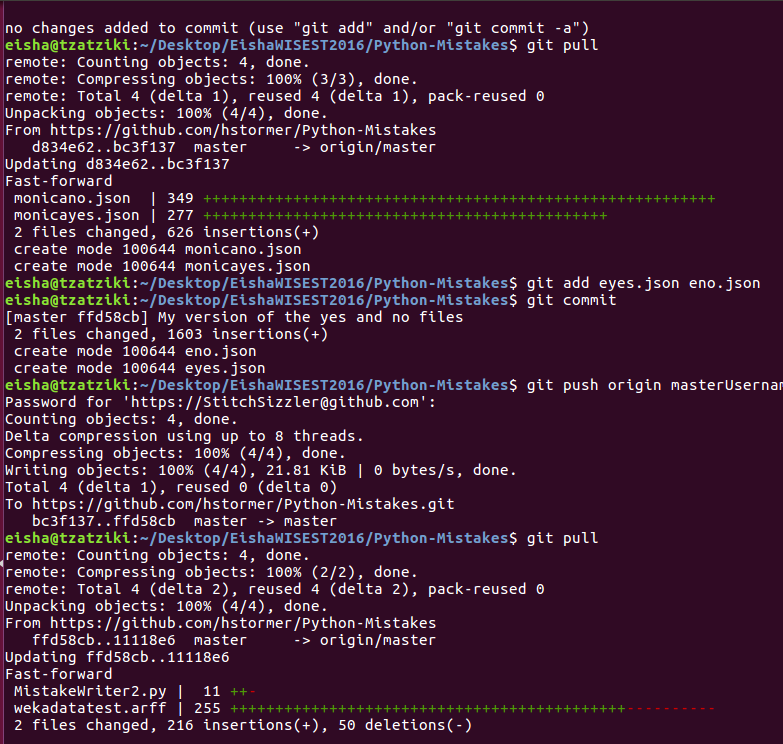 no changes added to commit (use "git add" and/or "git commit -a")
eisha@tzatziki:~/Desktop/EishaWISEST2016/Python-Mistakes$ git pull
remote: Counting objects: 4, done.
remote: Compressing objects: 100% (3/3), done.
remote: Total 4 (delta 1), reused 4 (delta 1), pack-reused 0
Unpacking objects: 100% (4/4), done.
From https://github.com/hstormer/Python-Mistakes
   d834e62..bc3f137  master     -> origin/master
Updating d834e62..bc3f137
Fast-forward
 monicano.json  | 349 +++++++++++++++++++++++++++++++++++++++++++++++++++++++++
 monicayes.json | 277 +++++++++++++++++++++++++++++++++++++++++++++
 2 files changed, 626 insertions(+)
 create mode 100644 monicano.json
 create mode 100644 monicayes.json
eisha@tzatziki:~/Desktop/EishaWISEST2016/Python-Mistakes$ git add eyes.json eno.json
eisha@tzatziki:~/Desktop/EishaWISEST2016/Python-Mistakes$ git commit
[master ffd58cb] My version of the yes and no files
 2 files changed, 1603 insertions(+)
 create mode 100644 eno.json
 create mode 100644 eyes.json
eisha@tzatziki:~/Desktop/EishaWISEST2016/Python-Mistakes$ git push origin masterUserna
Password for 'https://StitchSizzler@github.com':
Counting objects: 4, done.
Delta compression using up to 8 threads.
Compressing objects: 100% (4/4), done.
Writing objects: 100% (4/4), 21.81 KiB | 0 bytes/s, done.
Total 4 (delta 1), reused 0 (delta 0)
To https://github.com/hstormer/Python-Mistakes.git
   bc3f137..ffd58cb  master -> master
eisha@tzatziki:~/Desktop/EishaWISEST2016/Python-Mistakes$ git pull
remote: Counting objects: 4, done.
remote: Compressing objects: 100% (2/2), done.
remote: Total 4 (delta 2), reused 4 (delta 2), pack-reused 0
Unpacking objects: 100% (4/4), done.
From https://github.com/hstormer/Python-Mistakes
   ffd58cb..11118e6  master     -> origin/master
Updating ffd58cb..11118e6
Fast-forward
 MistakeWriter2.py |  11 ++-
 wekadatatest.arff | 255 ++++++++++++++++++++++++++++++++++++++++++++----------
 2 files changed, 216 insertions(+), 50 deletions(-)